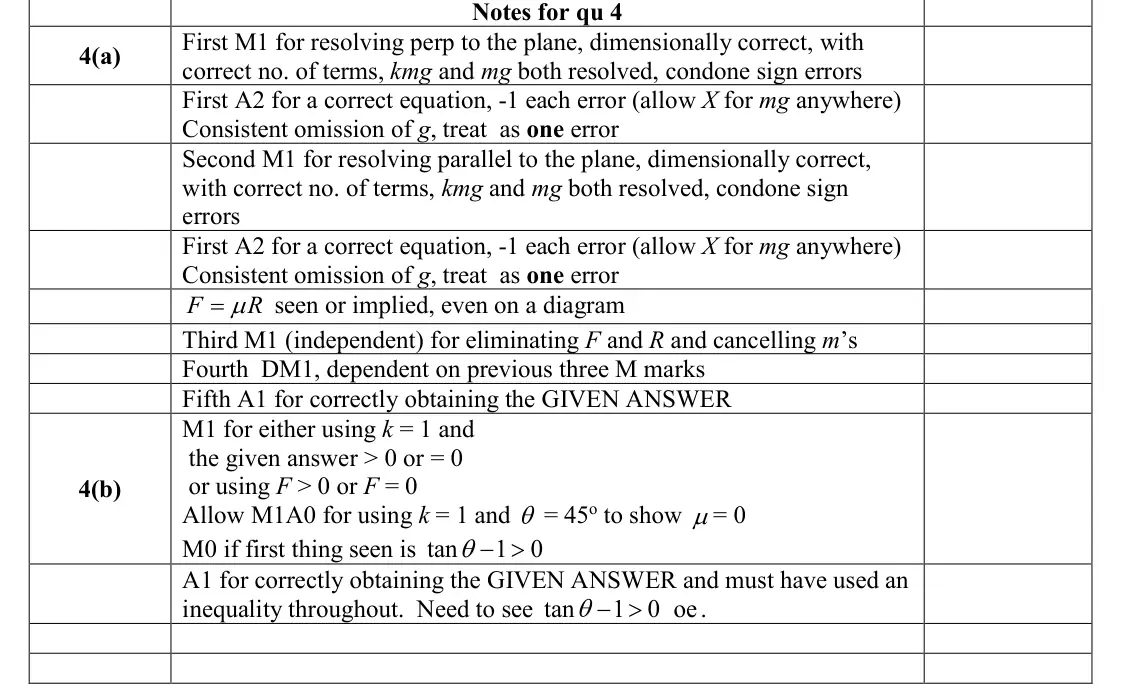 Notes for qu 4
4(a)
First M1 for resolving perp to the plane, dimensionally correct, with
correct no. of terms, kmg and mg both resolved, condone sign errors
First A2 for a correct equation, -1 each error (allow X for mg anywhere)
Consistent omission of g, treat as one error
Second M1 for resolving parallel to the plane, dimensionally correct,
with correct no. of terms, kmg and mg both resolved, condone sign
errors
First A2 for a correct equation, -1 each error (allow X for mg anywhere)
Consistent omission of g, treat as one error
F = μR seen or implied, even on a diagram
Third M1 (independent) for eliminating F and R and cancelling m’s
Fourth DM1, dependent on previous three M marks
Fifth A1 for correctly obtaining the GIVEN ANSWER
4(b)
M1 for either using k = 1 and
the given answer > 0 or = 0
or using F > 0 or F = 0
Allow M1A0 for using k = 1 and θ = 45º to show μ = 0
M0 if first thing seen is tan θ − 1 > 0
A1 for correctly obtaining the GIVEN ANSWER and must have used an
inequality throughout. Need to see tan θ − 1 > 0 oe.